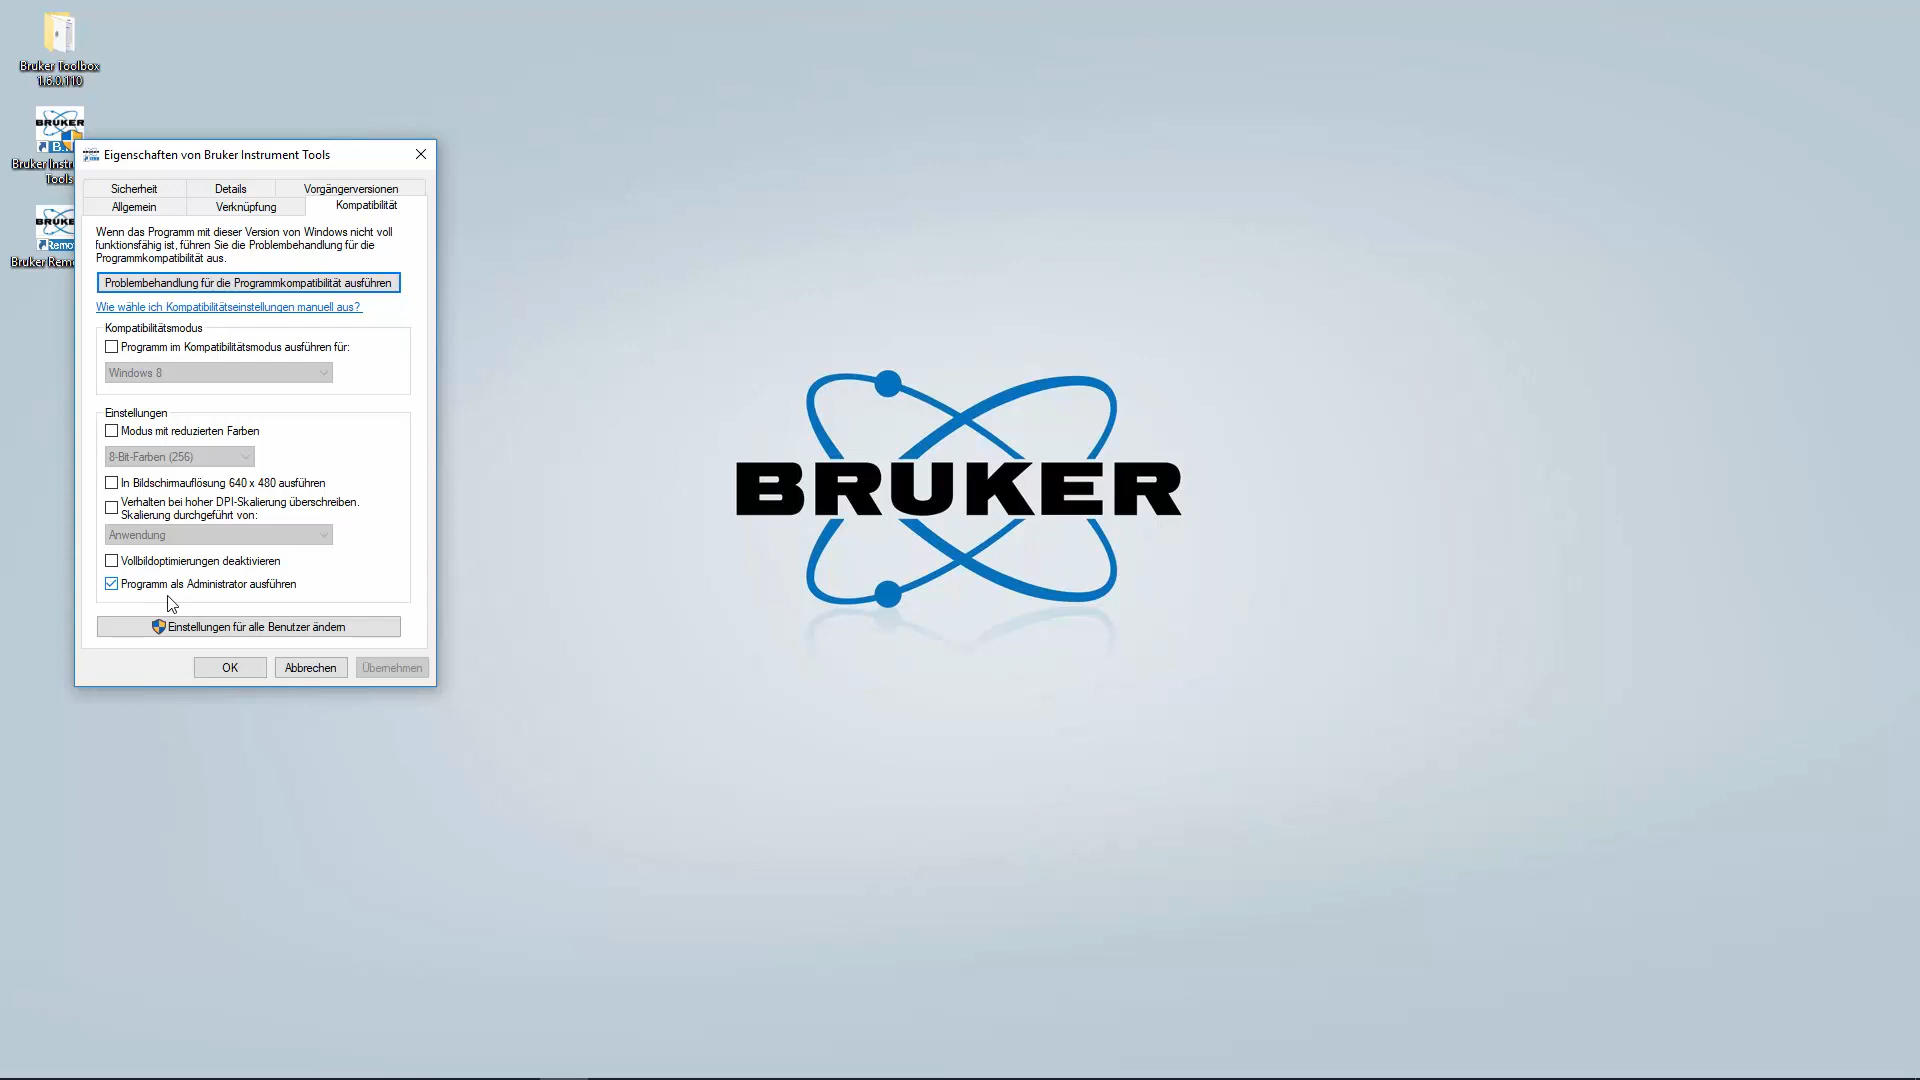 Bruker Toolbox
1.6.0.110
BRUKER
Bruker Instr
Tools
Bruker Rem
Eigenschaften von Bruker Instrument Tools
Sicherheit
Details
Vorgängerversionen
Allgemein
Verknüpfung
Kompatibilität
Wenn das Programm mit dieser Version von Windows nicht voll
funktionsfähig ist, führen Sie die Problembehandlung für die
Programmkompatibilität aus.
Problembehandlung für die Programmkompatibilität ausführen
Wie wähle ich Kompatibilitätseinstellungen manuell aus?
Kompatibilitätsmodus
Programm im Kompatibilitätsmodus ausführen für:
Windows 8
Einstellungen
Modus mit reduzierten Farben
8-Bit-Farben (256)
In Bildschirmauflösung 640 x 480 ausführen
Verhalten bei hoher DPI-Skalierung überschreiben.
Skalierung durchgeführt von:
Anwendung
Vollbildoptimierungen deaktivieren
Programm als Administrator ausführen
Einstellungen für alle Benutzer ändern
OK
Abbrechen
Übernehmen
BRUKER